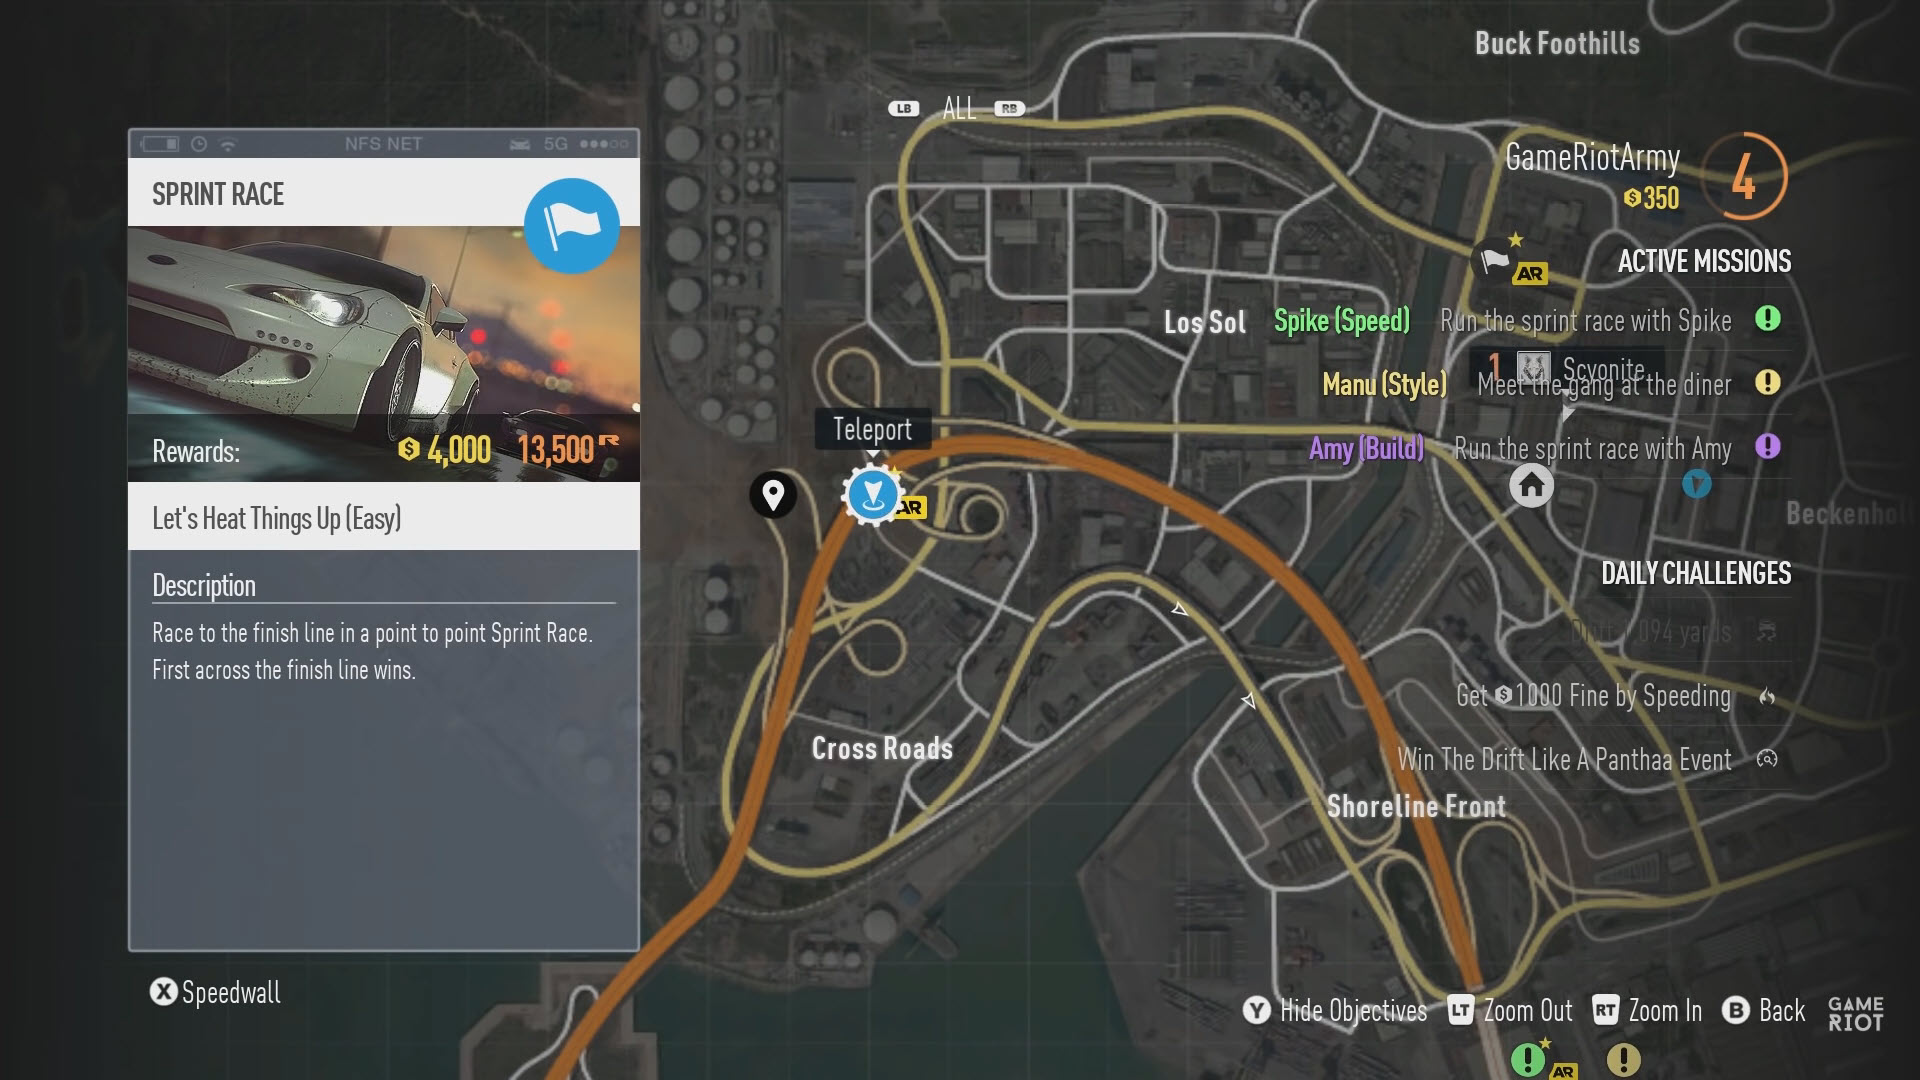 NFS NET 5G
SPRINT RACE
Rewards: 4,000 13,500
Let's Heat Things Up (Easy)
Description
Race to the finish line in a point to point Sprint Race.
First across the finish line wins.
X Speedwall
LB ALL RB
Buck Foothills
GameRiotArmy
350
4
ACTIVE MISSIONS
Los Sol
Spike (Speed) Run the sprint race with Spike
1 Scyonite
Manu (Style) Meet the gang at the diner
Amy (Build) Run the sprint race with Amy
AR
Teleport
AR
DAILY CHALLENGES
Get 1000 Fine by Speeding
Win The Drift Like A Panthaa Event
Cross Roads
Shoreline Front
Y Hide Objectives LT Zoom Out RT Zoom In B Back
GAME
RIOT
AR